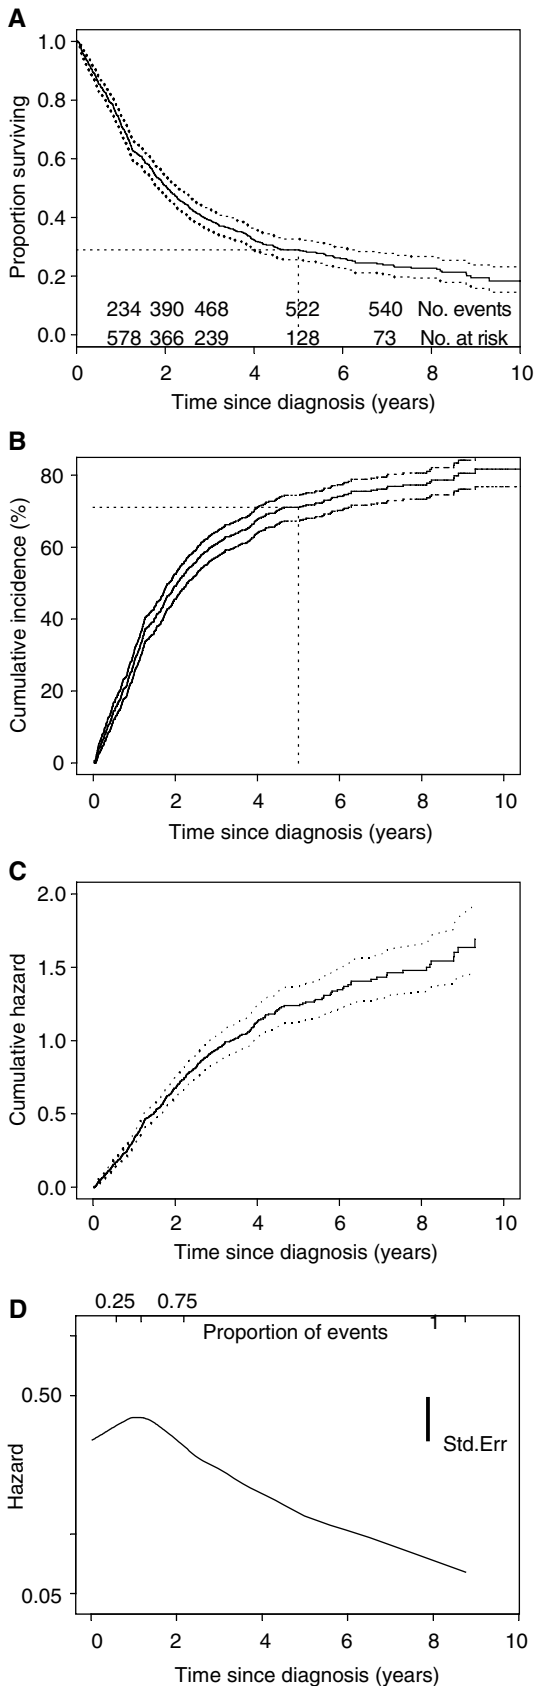 A
1.0
0.8
0.6
0.4
0.2
0.0
Proportion surviving
234 390 468 522 540 No. events
578 366 239 128 73 No. at risk
0 2 4 6 8 10
Time since diagnosis (years)
B
80
60
40
20
0
Cumulative incidence (%)
0 2 4 6 8 10
Time since diagnosis (years)
C
2.0
1.5
1.0
0.5
0.0
Cumulative hazard
0 2 4 6 8 10
Time since diagnosis (years)
D
0.25 0.75
Proportion of events 1
0.50
Std.Err
Hazard
0.05
0 2 4 6 8 10
Time since diagnosis (years)